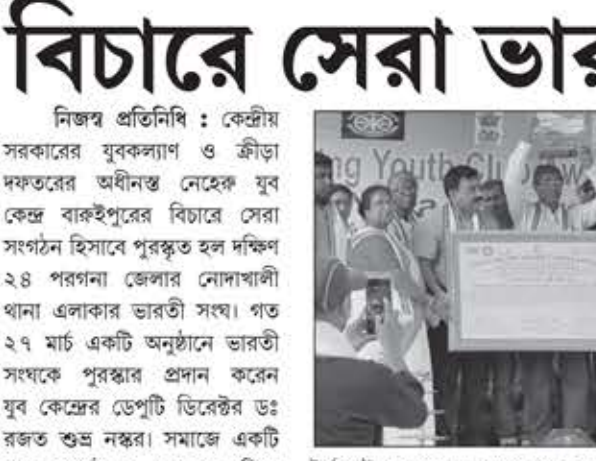 বিচারে সেরা
নিজস্ব প্রতিনিধি : কেন্দ্রীয়
সরকারের যুবকল্যাণ ও ক্রীড়া
দফতরের অধীনস্ত নেহেরু যুব
কেন্দ্র বারুইপুরের বিচারে সেরা
সংগঠন হিসাবে পুরস্কৃত হল দক্ষিণ
২৪ পরগনা জেলার নোদাখালী
থানা এলাকার ভারতী সংঘ। গত
২৭ মার্চ একটি অনুষ্ঠানে ভারতী
সংঘকে পুরস্কার প্রদান করেন
যুব কেন্দ্রের ডেপুটি ডিরেক্টর ডঃ
রজত শুভ্র নস্কর। সমাজে একটি
Youth Club